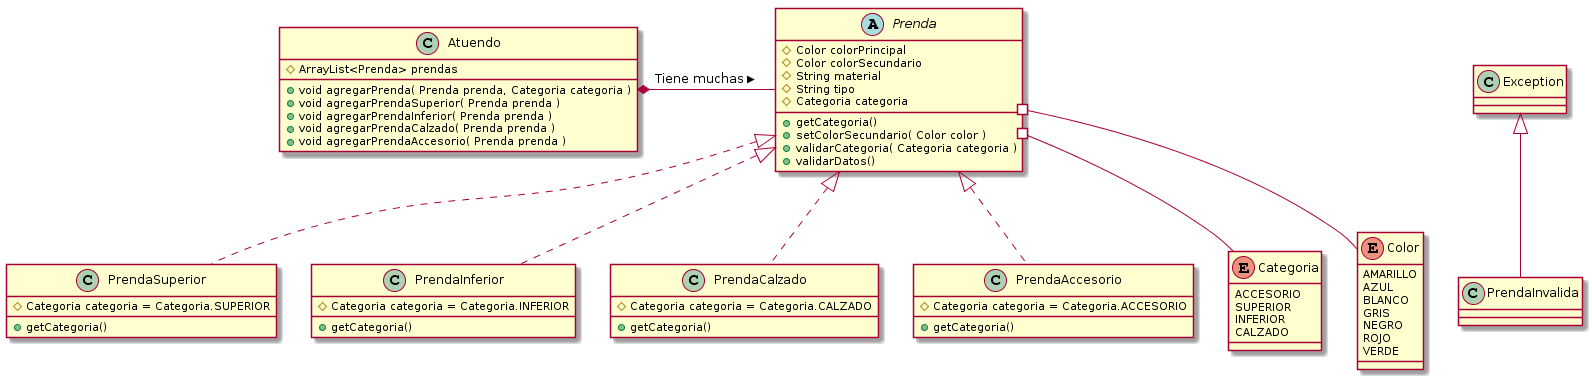 C Atuendo
ArrayList<Prenda> prendas
void agregarPrenda( Prenda prenda, Categoria categoria )
void agregarPrendaSuperior( Prenda prenda )
void agregarPrendaInferior( Prenda prenda )
void agregarPrendaCalzado( Prenda prenda )
void agregarPrendaAccesorio( Prenda prenda )
Tiene muchas
A Prenda
Color colorPrincipal
Color colorSecundario
String material
String tipo
Categoria categoria
getCategoria()
setColorSecundario( Color color )
validarCategoria( Categoria categoria )
validarDatos()
C Exception
C PrendaSuperior
Categoria categoria = Categoria.SUPERIOR
getCategoria()
C PrendaInferior
Categoria categoria = Categoria.INFERIOR
getCategoria()
C PrendaCalzado
Categoria categoria = Categoria.CALZADO
getCategoria()
C PrendaAccesorio
Categoria categoria = Categoria.ACCESORIO
getCategoria()
E Categoria
ACCESORIO
SUPERIOR
INFERIOR
CALZADO
E Color
AMARILLO
AZUL
BLANCO
GRIS
NEGRO
ROJO
VERDE
C PrendaInvalida